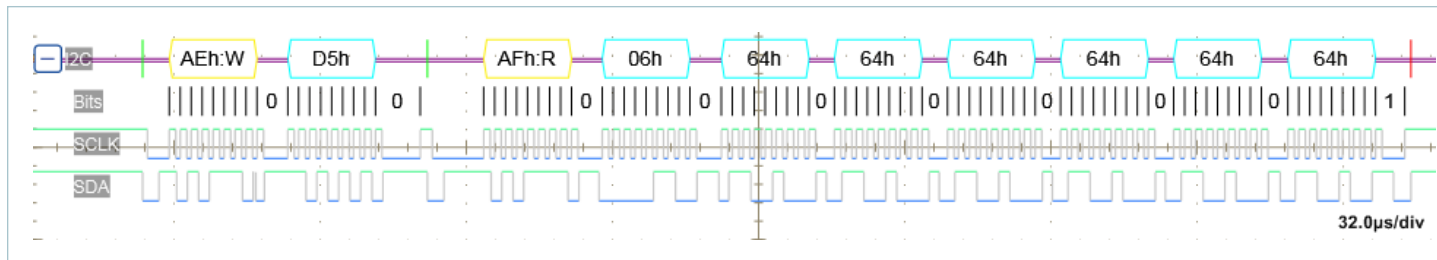 I2C AEh:W D5h AFh:R 06h 64h 64h 64h 64h 64h 64h
Bits 0 0 0 0 0 0 0 0 0 1
SCLK
SDA
32.0µs/div